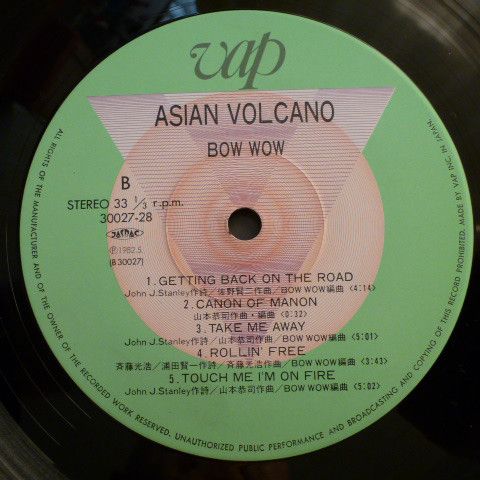 vap
ASIAN VOLCANO
BOW WOW
B
STEREO 33 1/3 r.p.m.
30027-28
JASRAC
Ⓟ1982.5.
(B 30027)
1. GETTING BACK ON THE ROAD
John J.Stanley作詩／佐野賢二作曲／BOW WOW編曲〈4:14〉
2. CANON OF MANON
山本恭司作曲・編曲〈0:32〉
3. TAKE ME AWAY
John J.Stanley作詩／山本恭司作曲／BOW WOW編曲〈5:01〉
4. ROLLIN' FREE
斉藤光浩／浦田賢一作詩／斉藤光浩作曲／BOW WOW編曲〈3:43〉
5. TOUCH ME I'M ON FIRE
John J.Stanley作詩／山本恭司作曲／BOW WOW編曲〈5:02〉
ALL RIGHTS OF THE MANUFACTURER AND OF THE OWNER OF THE RECORDED WORK RESERVED. UNAUTHORIZED PUBLIC PERFORMANCE AND BROADCASTING AND COPYING OF THIS RECORD PROHIBITED. MADE BY VAP INC. IN JAPAN.